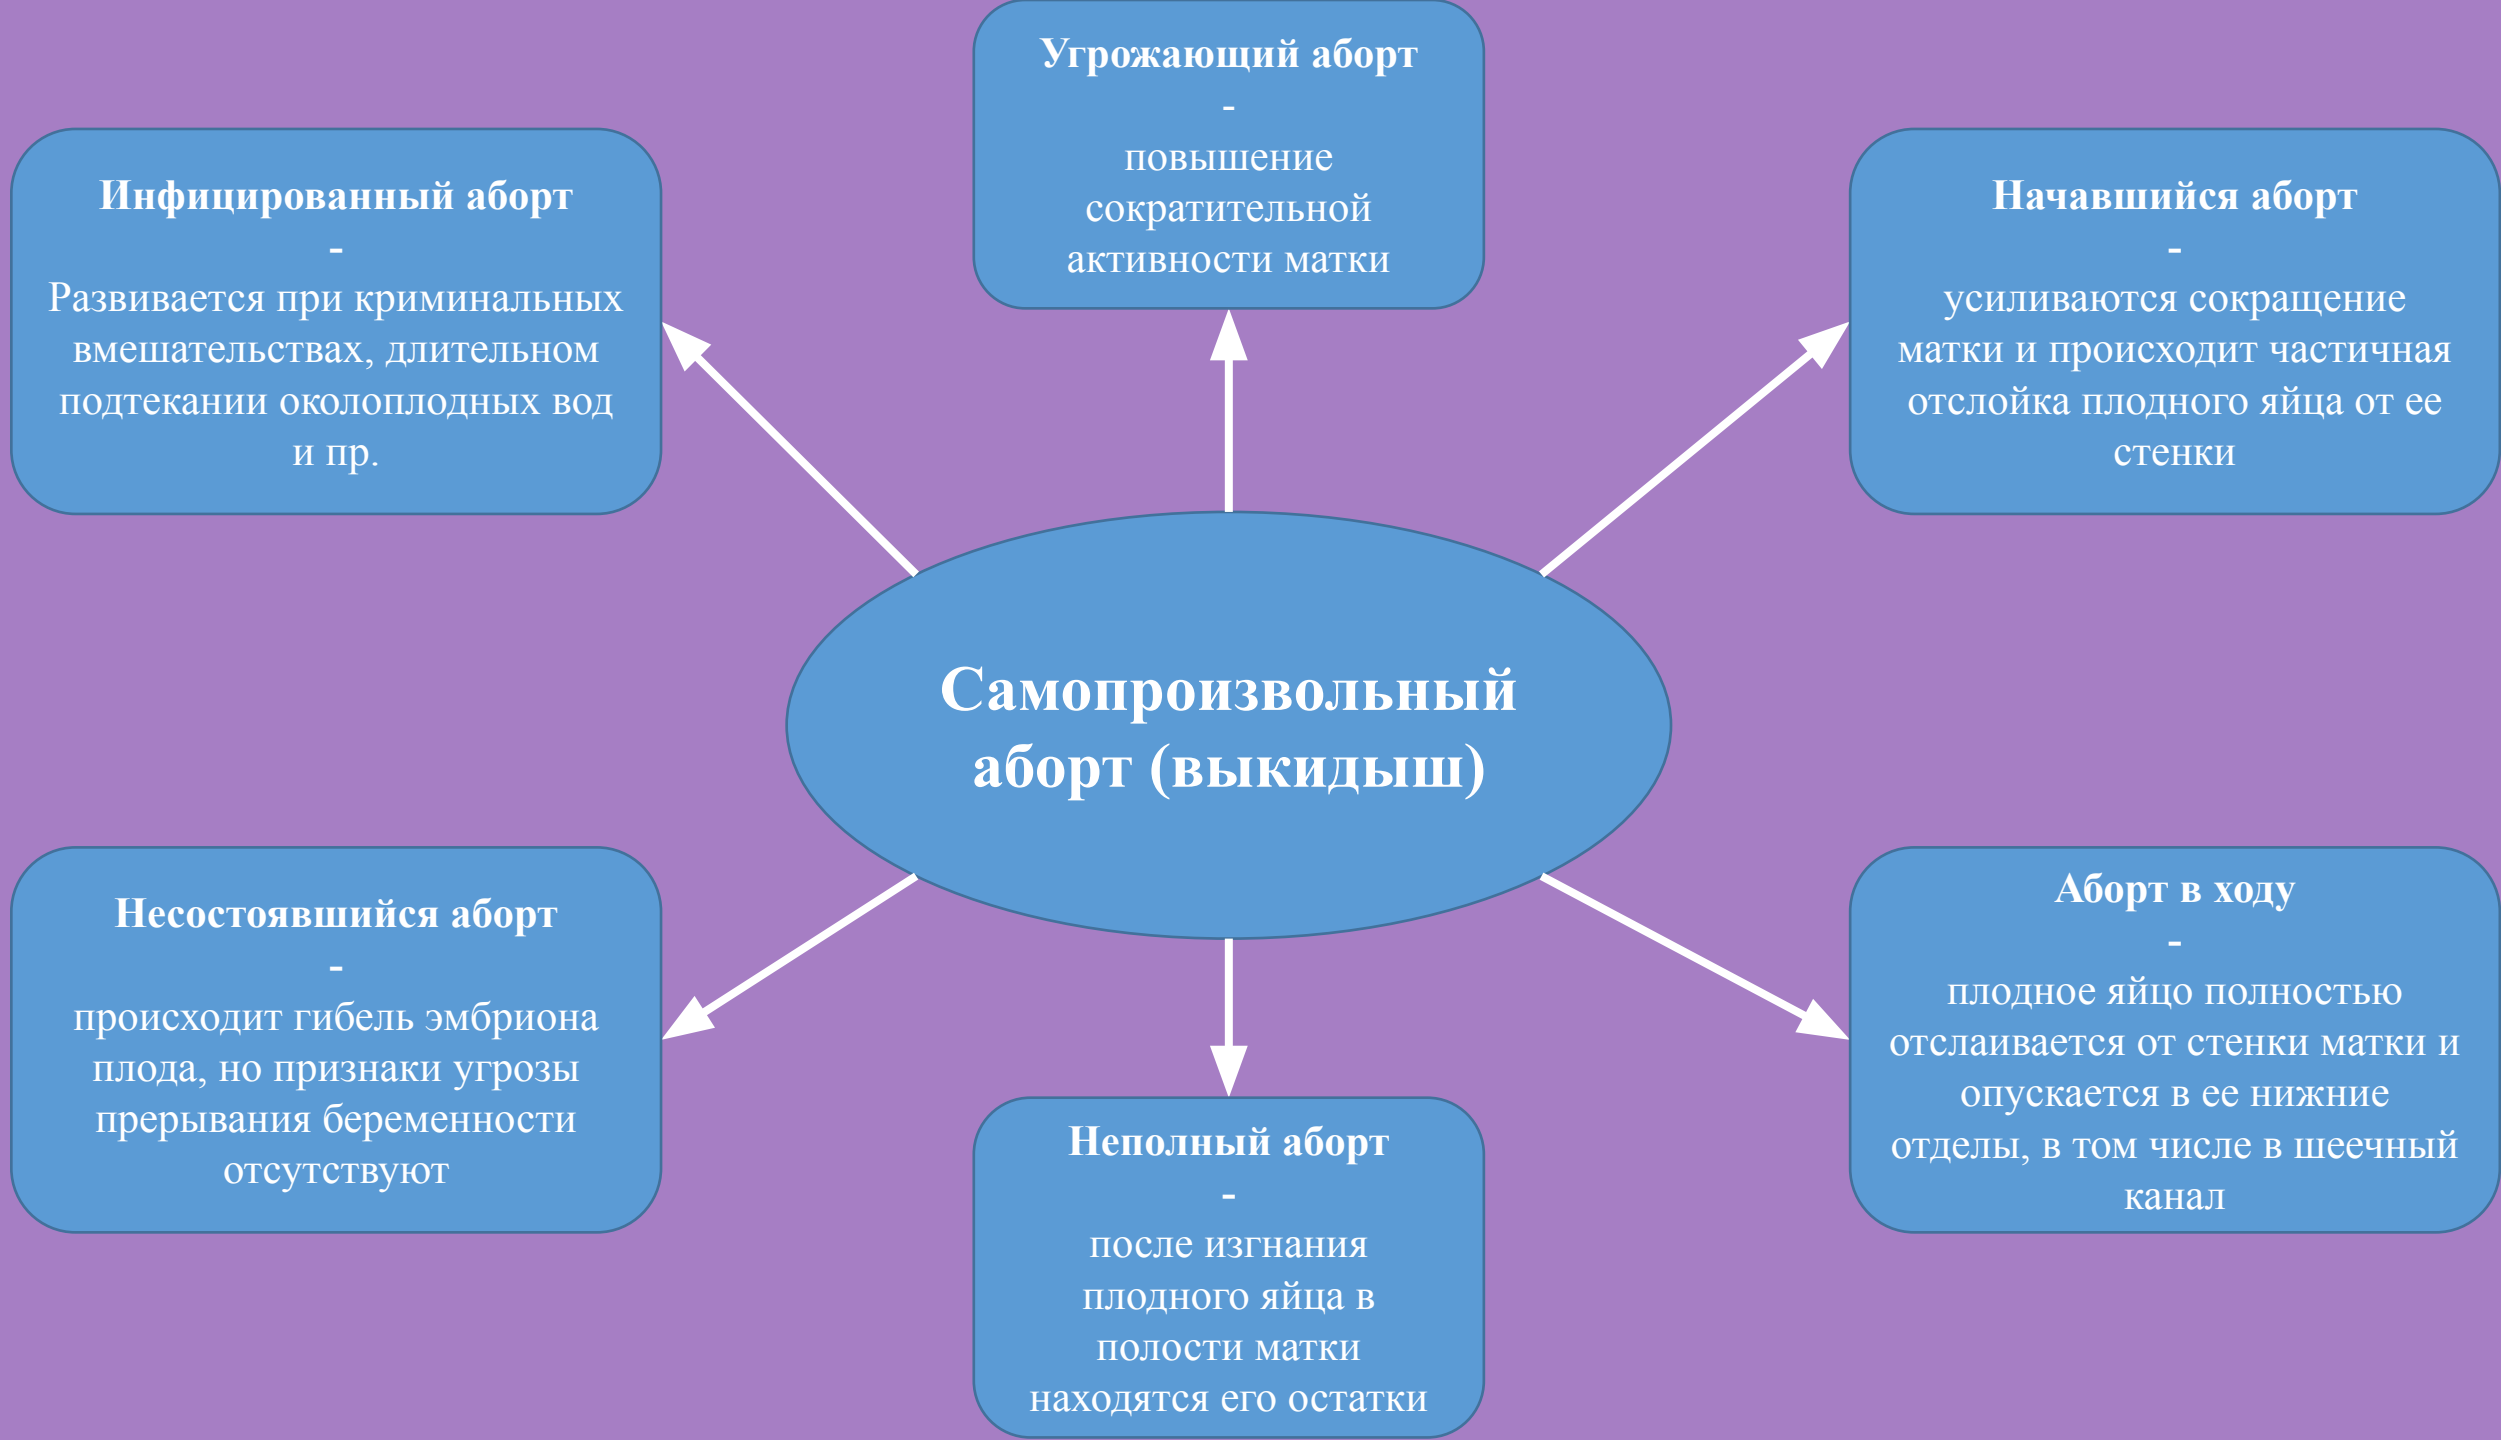 Угрожающий аборт
-
повышение
сократительной
активности матки
Инфицированный аборт
-
Развивается при криминальных
вмешательствах, длительном
подтекании околоплодных вод
и пр.
Начавшийся аборт
-
усиливаются сокращение
матки и происходит частичная
отслойка плодного яйца от ее
стенки
Самопроизвольный
аборт (выкидыш)
Несостоявшийся аборт
-
происходит гибель эмбриона
плода, но признаки угрозы
прерывания беременности
отсутствуют
Аборт в ходу
-
плодное яйцо полностью
отслаивается от стенки матки и
опускается в ее нижние
отделы, в том числе в шеечный
канал
Неполный аборт
-
после изгнания
плодного яйца в
полости матки
находятся его остатки